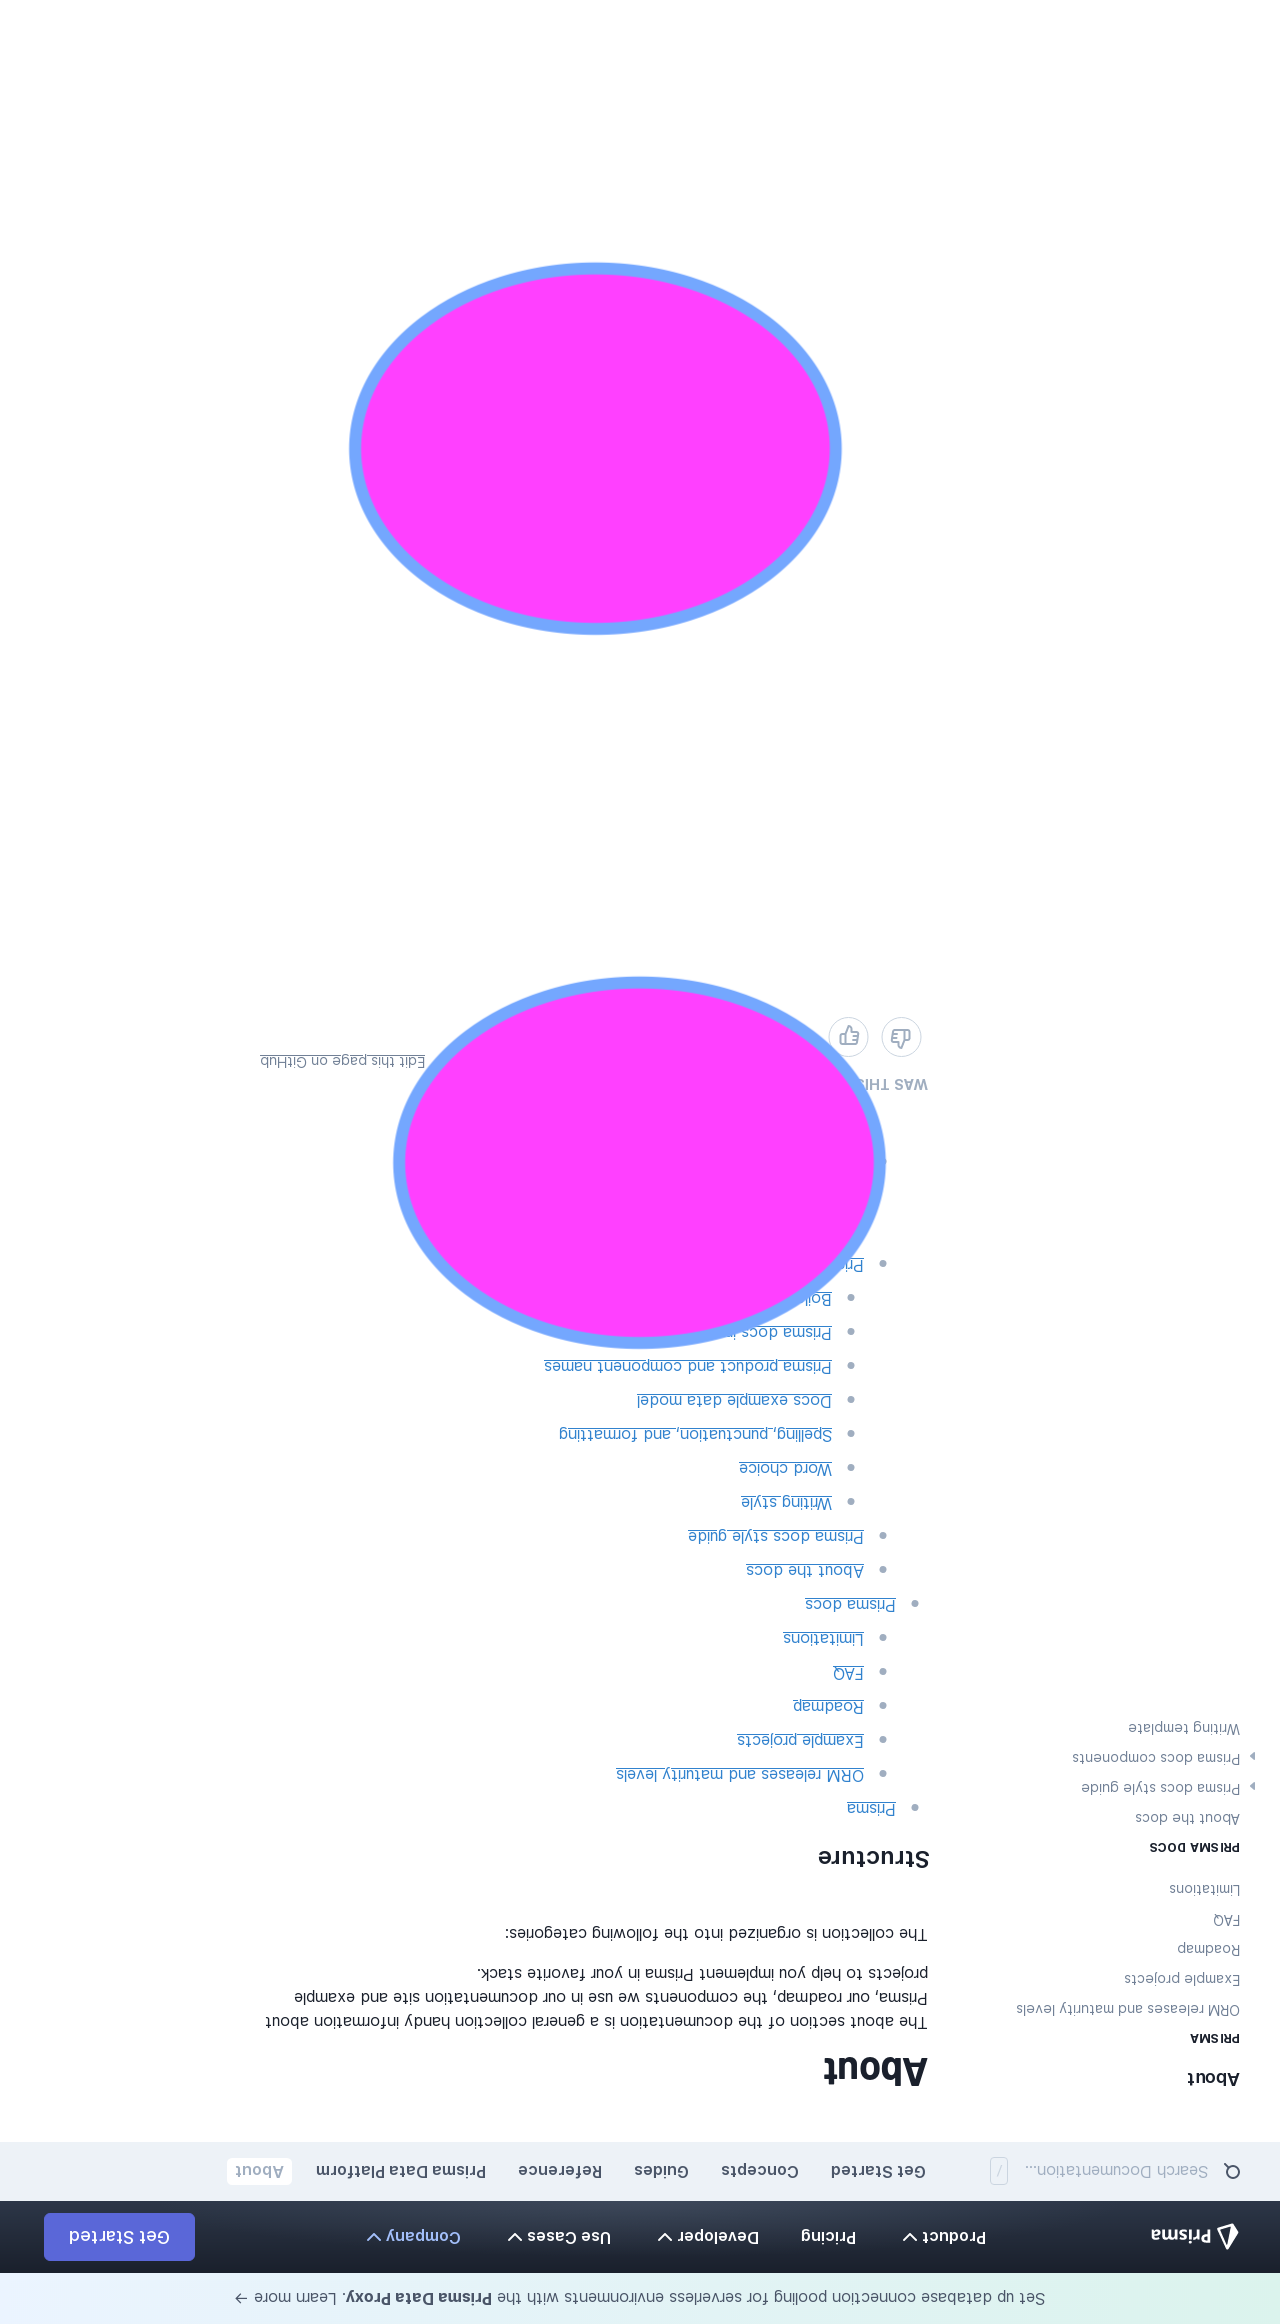 Set up database connection pooling for serverless environments with the Prisma Data Proxy. Learn more →
Prisma
Product
Pricing
Developer
Use Cases
Company
Get Started
Search Documentation...
/
Get Started
Concepts
Guides
Reference
Prisma Data Platform
About
About
PRISMA
ORM releases and maturity levels
Example projects
Roadmap
FAQ
Limitations
PRISMA DOCS
About the docs
Prisma docs style guide
Prisma docs components
Writing template
About
The about section of the documentation is a general collection handy information about
Prisma, our roadmap, the components we use in our documentation site and example
projects to help you implement Prisma in your favorite stack.
The collection is organized into the following categories:
Structure
Prisma
ORM releases and maturity levels
Example projects
Roadmap
FAQ
Limitations
Prisma docs
About the docs
Prisma docs style guide
Writing style
Word choice
Spelling, punctuation, and formatting
Docs example data model
Prisma product and component names
Prisma docs
WAS
Edit this page on GitHub